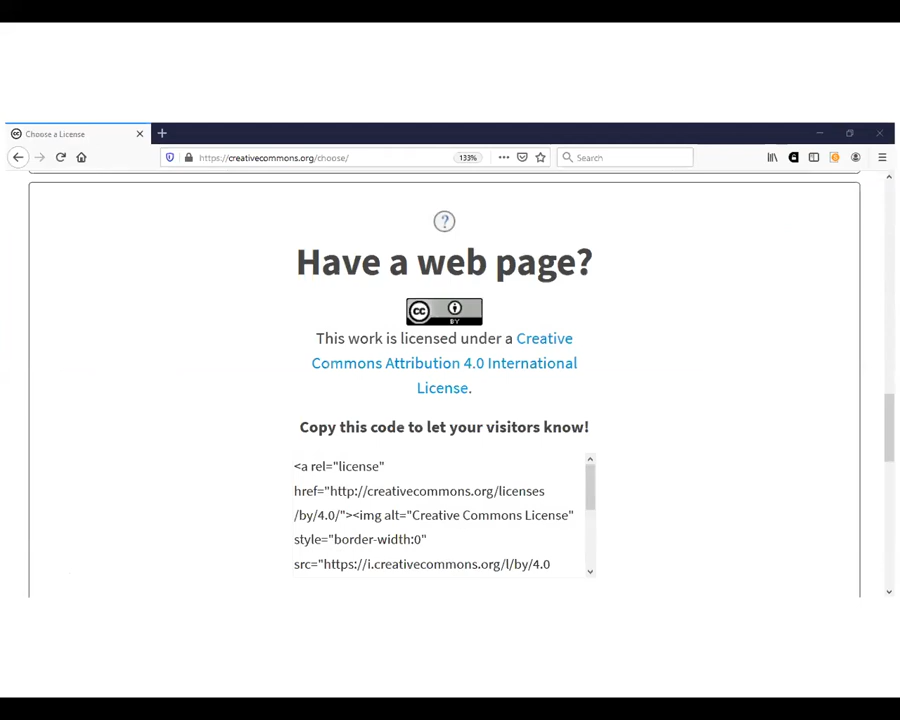 Choose a License
https://creativecommons.org/choose/
133%
Search
?
Have a web page?
cc
BY
This work is licensed under a Creative
Commons Attribution 4.0 International
License.
Copy this code to let your visitors know!
<a rel="license"
href="http://creativecommons.org/licenses
/by/4.0/"><img alt="Creative Commons License"
style="border-width:0"
src="https://i.creativecommons.org/l/by/4.0